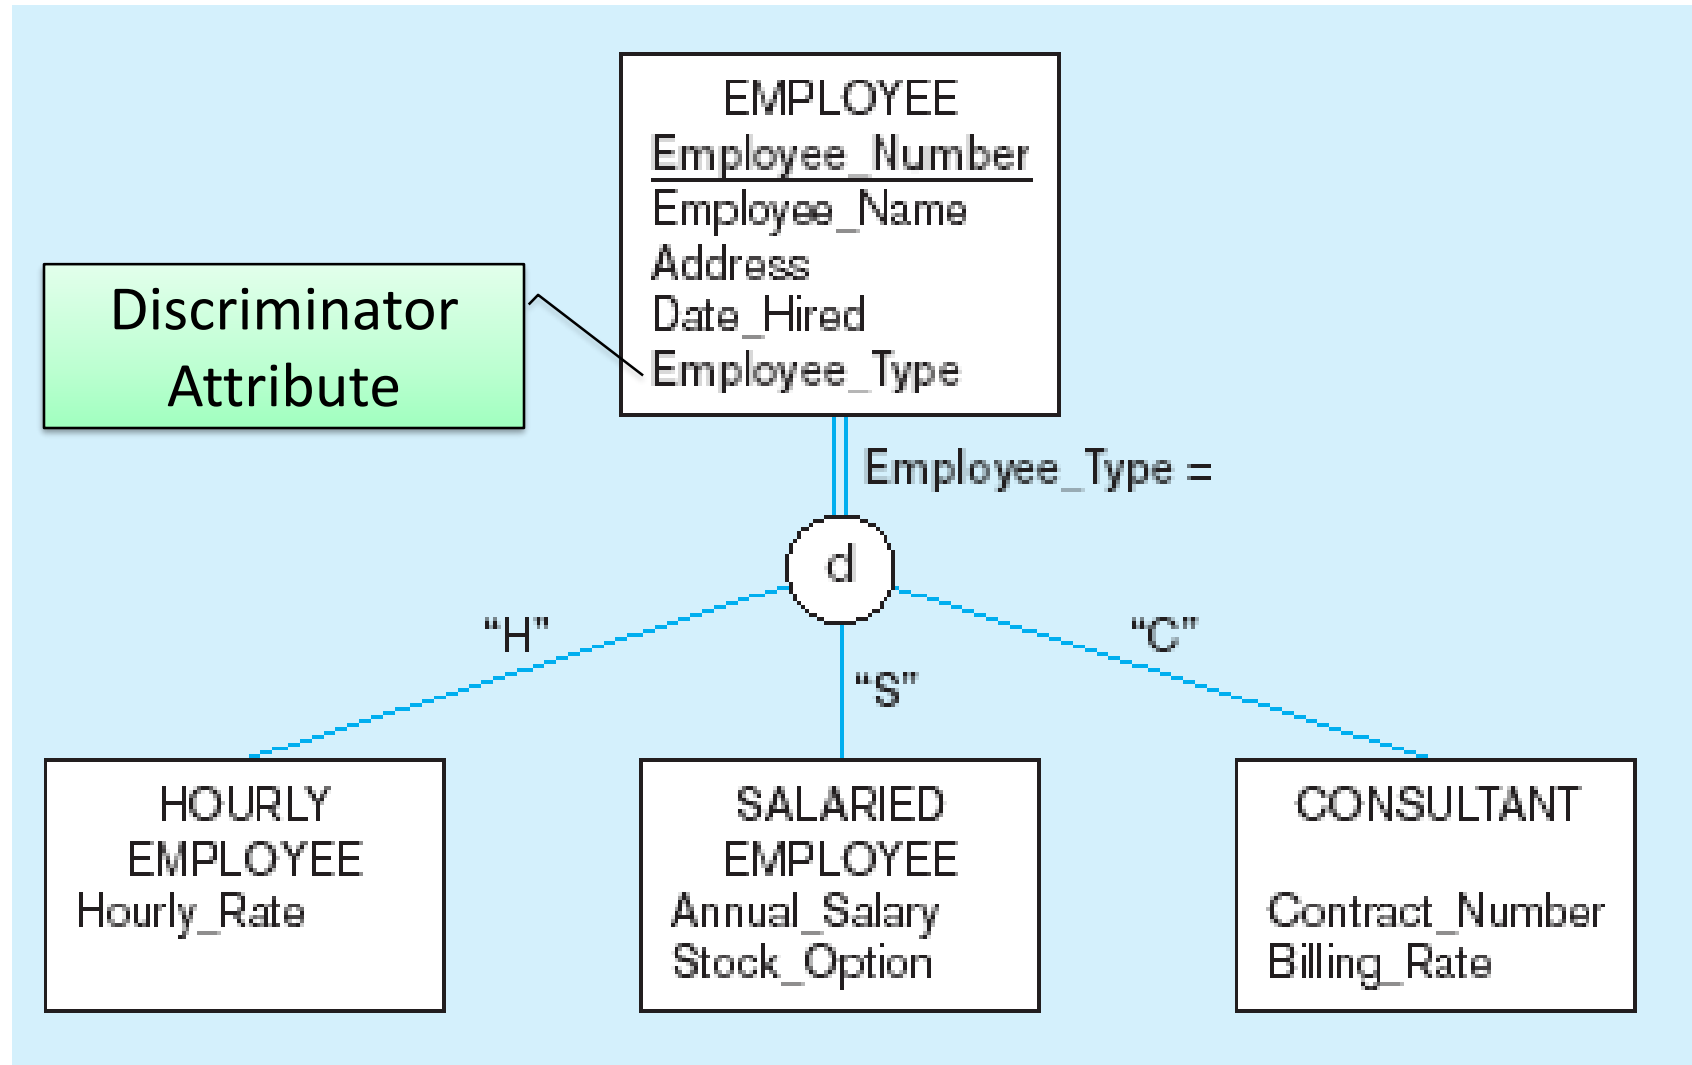 EMPLOYEE
Employee_Number
Employee_Name
Address
Date_Hired
Employee_Type
Discriminator
Attribute
Employee_Type =
d
“H”
“S”
“C”
HOURLY
EMPLOYEE
Hourly_Rate
SALARIED
EMPLOYEE
Annual_Salary
Stock_Option
CONSULTANT
Contract_Number
Billing_Rate